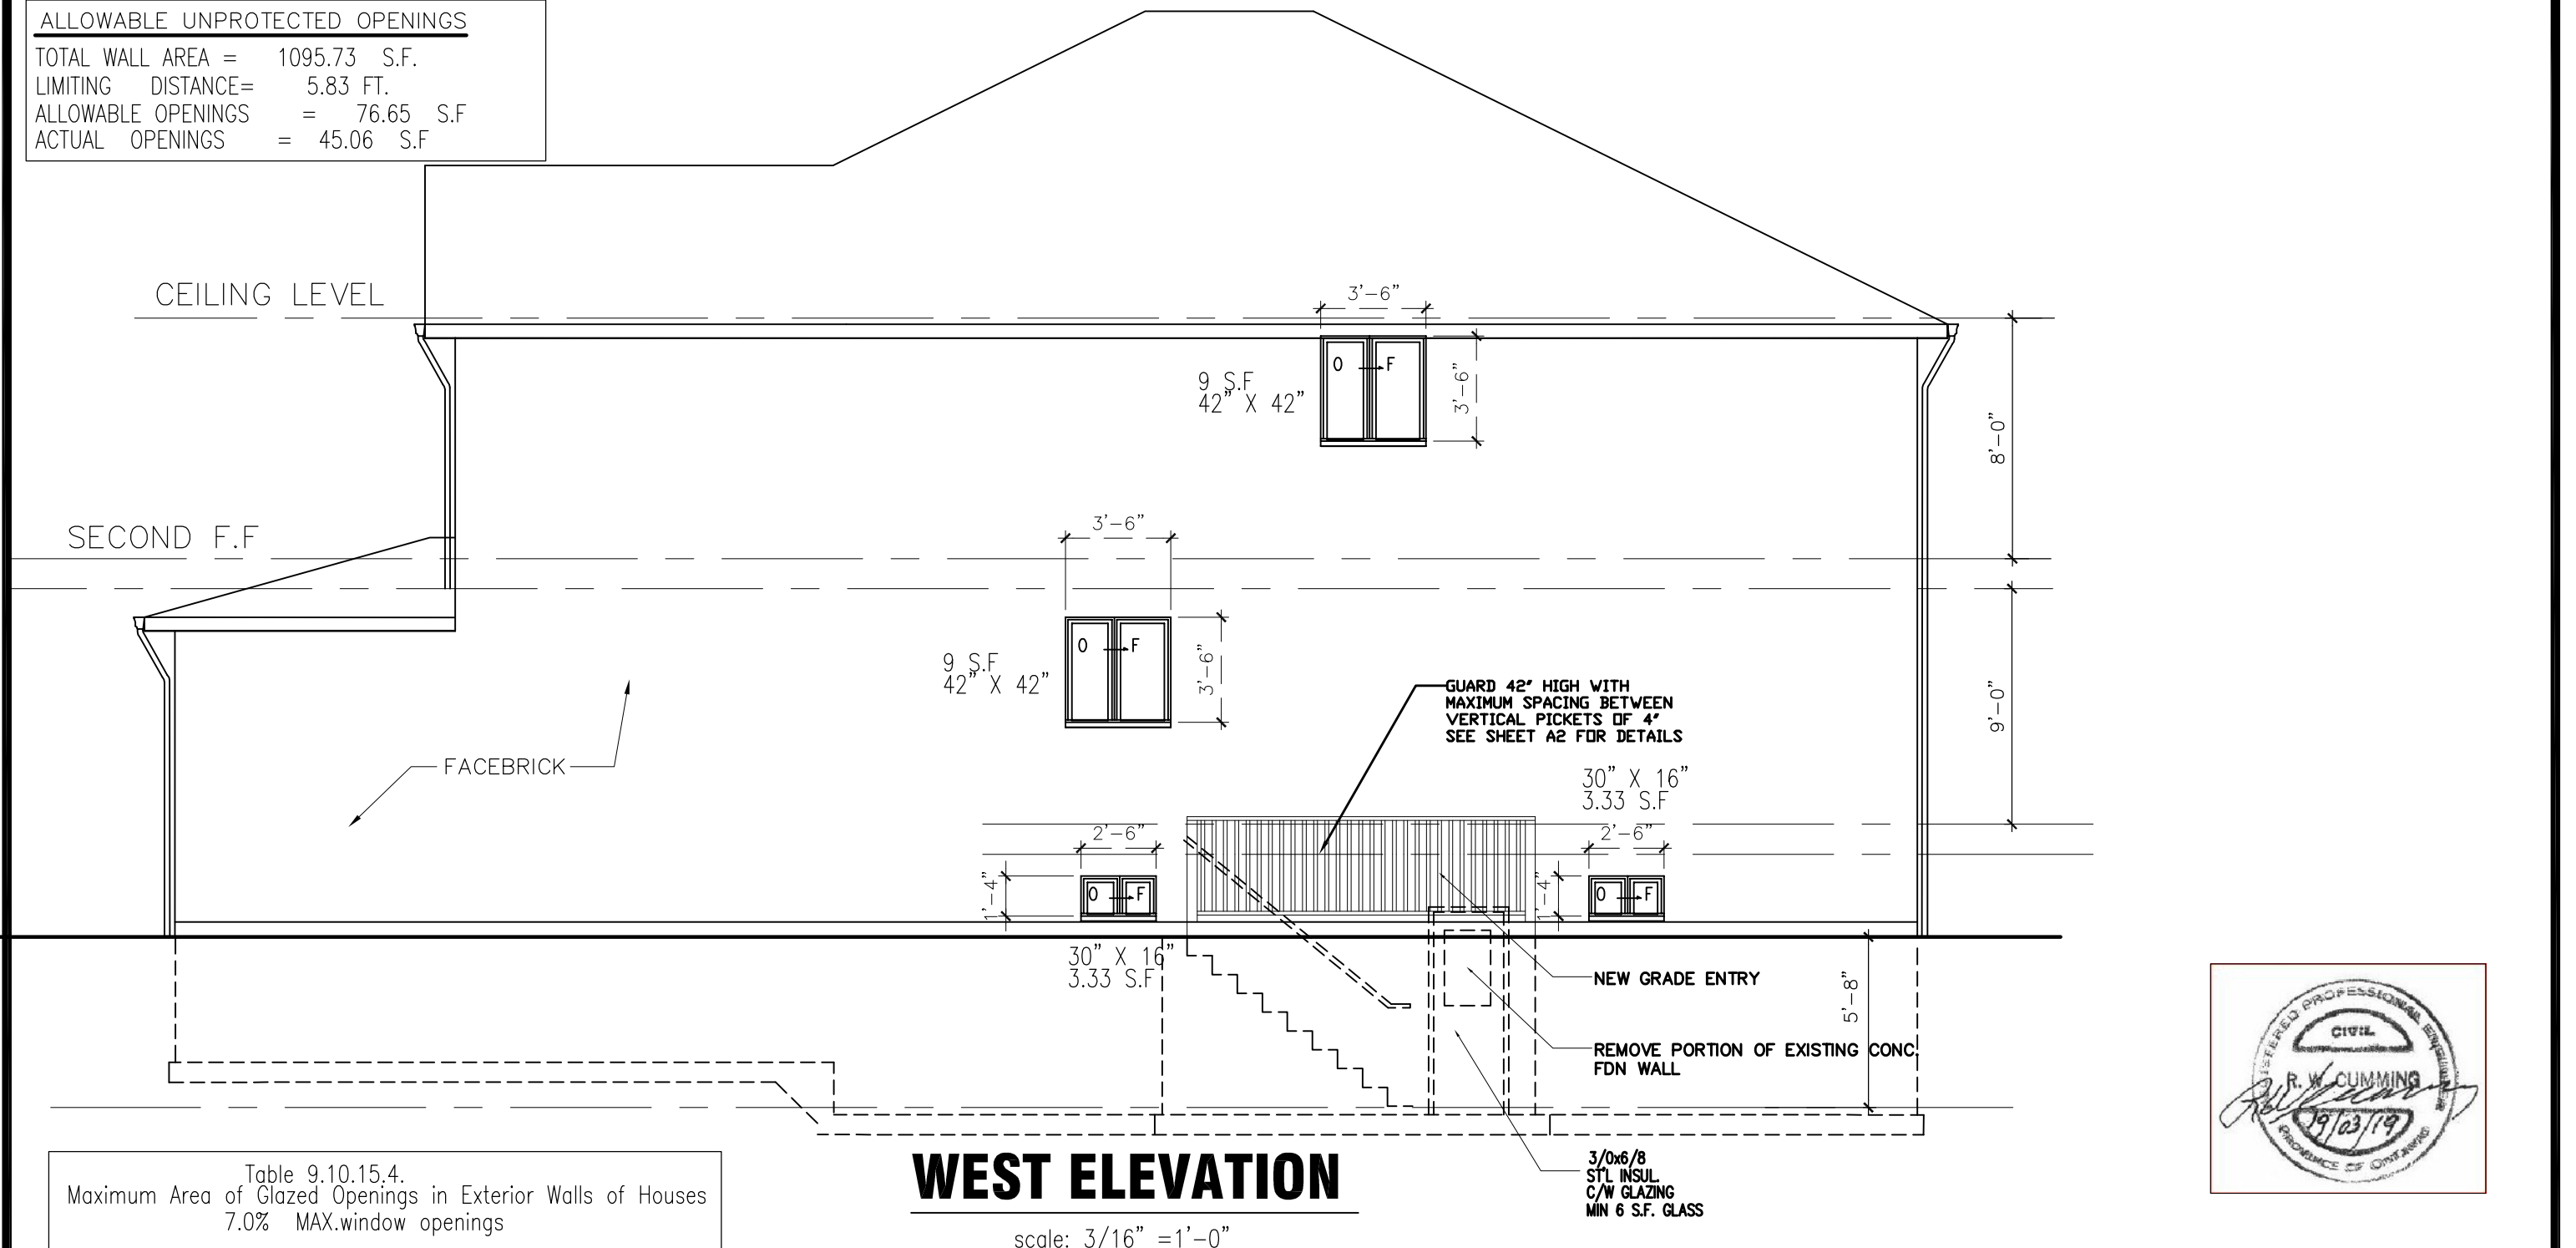 ALLOWABLE UNPROTECTED OPENINGS
TOTAL WALL AREA = 1095.73 S.F.
LIMITING DISTANCE= 5.83 FT.
ALLOWABLE OPENINGS = 76.65 S.F
ACTUAL OPENINGS = 45.06 S.F
CEILING LEVEL
3'-6"
O F
9 S.F
42" X 42"
3'-6"
8'-0"
SECOND F.F
3'-6"
O F
9 S.F
42" X 42"
3'-6"
9'-0"
GUARD 42" HIGH WITH
MAXIMUM SPACING BETWEEN
VERTICAL PICKETS OF 4"
SEE SHEET A2 FOR DETAILS
FACEBRICK
30" X 16"
3.33 S.F
2'-6"
2'-6"
1'-4"
O F
1'-4"
O F
30" X 16"
3.33 S.F
NEW GRADE ENTRY
5'-8"
REMOVE PORTION OF EXISTING CONC.
FDN WALL
3/0x6/8
ST'L INSUL.
C/W GLAZING
MIN 6 S.F. GLASS
Table 9.10.15.4.
Maximum Area of Glazed Openings in Exterior Walls of Houses
7.0% MAX.window openings
WEST ELEVATION
scale: 3/16" =1'-0"
PROFESSIONAL ENGINEER
CIVIL
R. W. CUMMING
19/03/19
PROVINCE OF ONTARIO